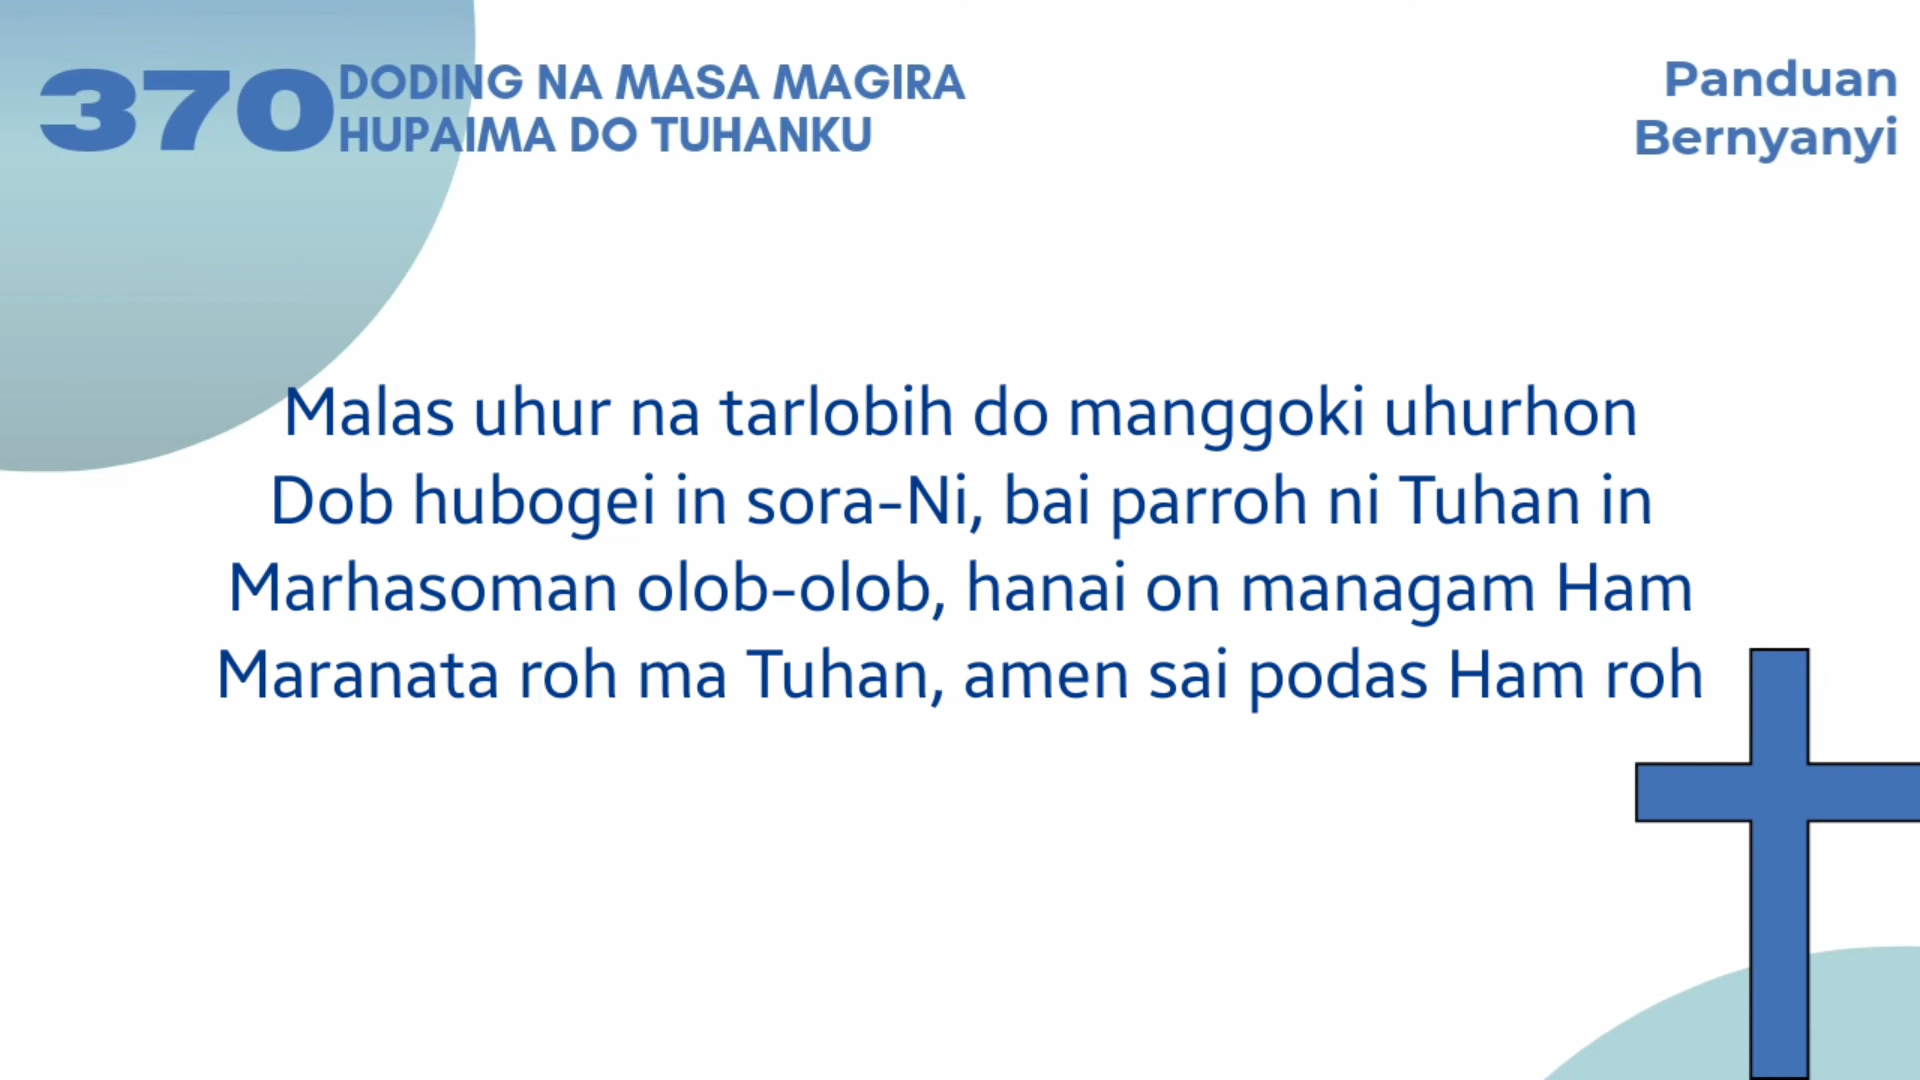 370
DODING NA MASA MAGIRA
HUPAIMA DO TUHANKU
Panduan
Bernyanyi
Malas uhur na tarlobih do manggoki uhurhon
Dob hubogei in sora-Ni, bai parroh ni Tuhan in
Marhasoman olob-olob, hanai on managam Ham
Maranata roh ma Tuhan, amen sai podas Ham roh